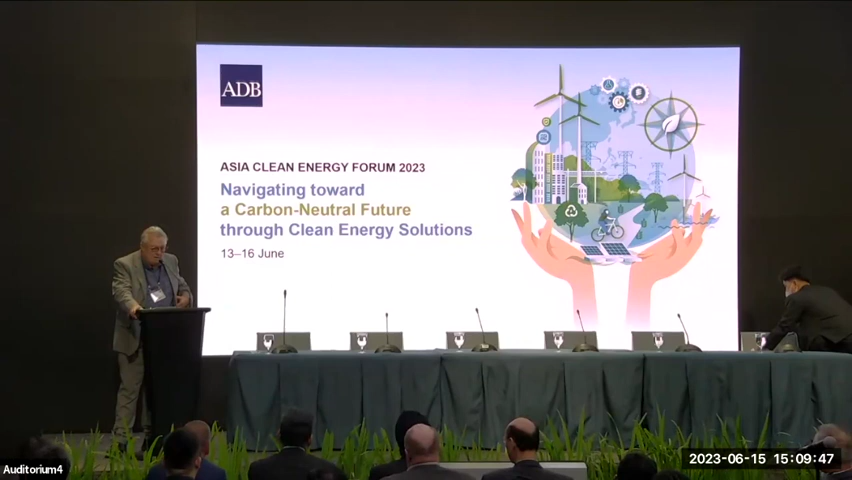 ADB
ASIA CLEAN ENERGY FORUM 2023
Navigating toward
a Carbon-Neutral Future
through Clean Energy Solutions
13–16 June
Auditorium4
2023-06-15 15:09:47